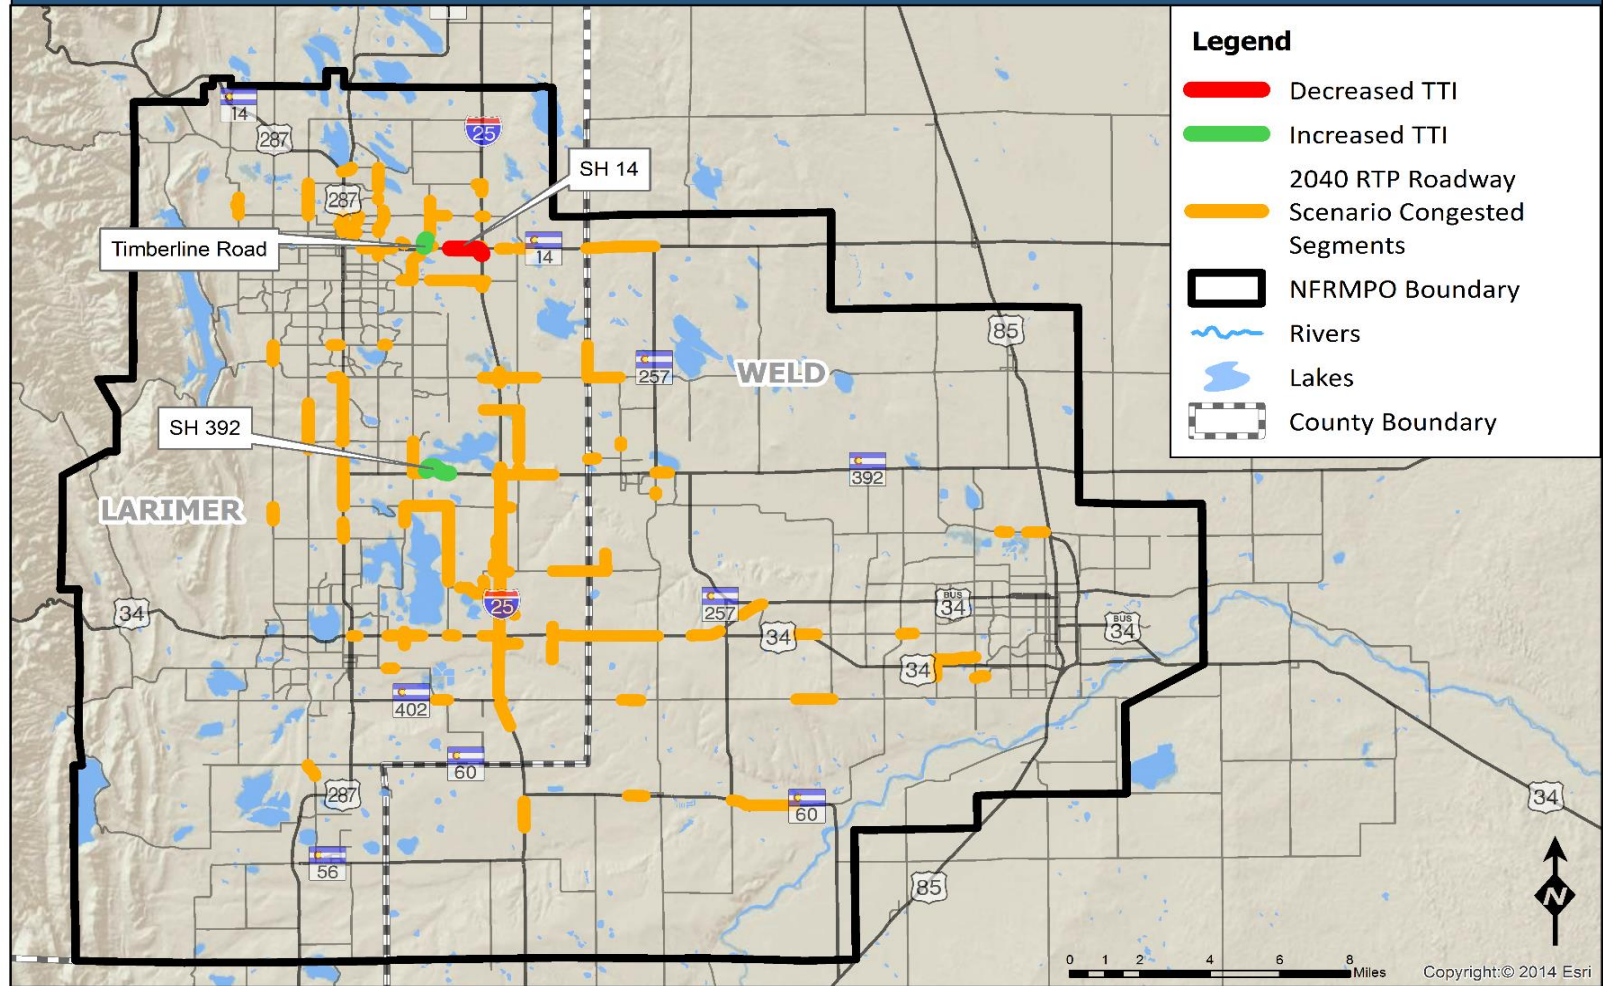 Legend
Decreased TTI
Increased TTI
2040 RTP Roadway
Scenario Congested
Segments
NFRMPO Boundary
Rivers
Lakes
County Boundary
14
287
25
SH 14
287
Timberline Road
14
85
257
WELD
SH 392
392
LARIMER
34
25
257
BUS
34
BUS
34
34
34
402
60
287
60
34
56
85
N
0 1 2 4 6 8
Miles
Copyright:© 2014 Esri